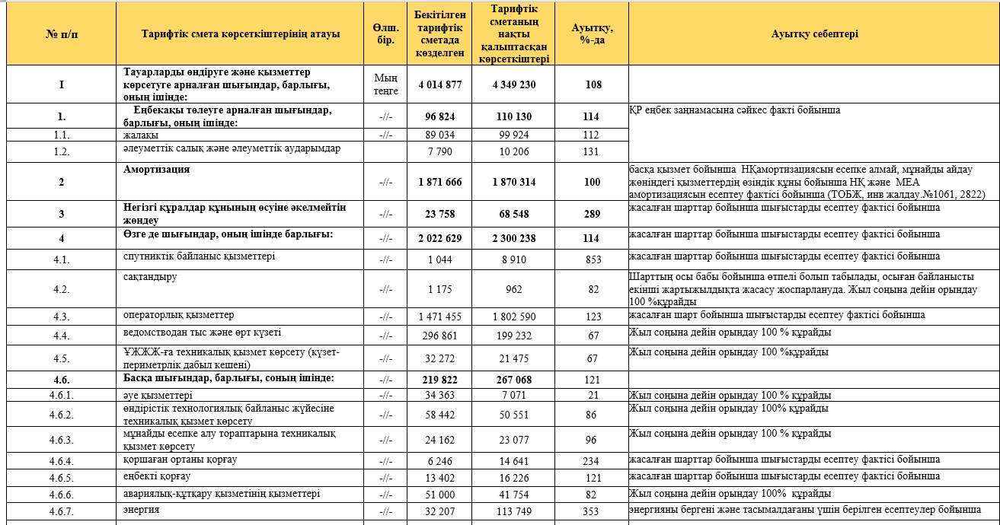 № п/п
Тарифтік смета көрсеткіштерінің атауы
Өлш.
бір.
Бекітілген
тарифтік
сметада
көзделген
Тарифтік
сметаның
нақты
қалыптасқан
көрсеткіштері
Ауытқу,
%-да
Ауытқу себептері
I
Тауарларды өндіруге және қызметтер
көрсетуге арналған шығындар, барлығы,
оның ішінде:
Мың
теңге
4 014 877
4 349 230
108
1.
Еңбекақы төлеуге арналған шығындар,
барлығы, оның ішінде:
-//-
96 824
110 130
114
ҚР еңбек заңнамасына сәйкес факті бойынша
1.1.
жалақы
-//-
89 034
99 924
112
1.2.
әлеуметтік салық және әлеуметтік аударымдар
7 790
10 206
131
2
Амортизация
-//-
1 871 666
1 870 314
100
басқа қызмет бойынша НҚамортизациясын есепке алмай, мұнайды айдау
жөніндегі қызметтердің өзіндік құны бойынша НҚ және МЕА
амортизациясын есептеу фактісі бойынша (ТОБЖ, инв жалдау.№1061, 2822)
3
Негізгі құралдар құнының өсуіне әкелмейтін
жөндеу
-//-
23 758
68 548
289
жасалған шарттар бойынша шығыстарды есептеу фактісі бойынша
4
Өзге де шығындар, оның ішінде барлығы:
-//-
2 022 629
2 300 238
114
жасалған шарттар бойынша шығыстарды есептеу фактісі бойынша
4.1.
спутниктік байланыс қызметтері
-//-
1 044
8 910
853
жасалған шарттар бойынша шығыстарды есептеу фактісі бойынша
4.2.
сақтандыру
-//-
1 175
962
82
Шарттың осы бабы бойынша өтпелі болып табылады, осыған байланысты
екінші жартыжылдықта жасасу жоспарлануда. Жыл соңына дейін орындау
100 %құрайды
4.3.
операторлық қызметтер
-//-
1 471 455
1 802 590
123
жасалған шарт бойынша шығыстарды есептеу фактісі бойынша
4.4.
ведомстводан тыс және өрт күзеті
-//-
296 861
199 232
67
Жыл соңына дейін орындау 100 % құрайды
4.5.
ҰЖЖЖ-ға техникалық қызмет көрсету (күзет-
периметрлік дабыл кешені)
-//-
32 272
21 475
67
Жыл соңына дейін орындау 100 %құрайды
4.6.
Басқа шығындар, барлығы, соның ішінде:
-//-
219 822
267 068
121
4.6.1.
әуе қызметтері
-//-
34 363
7 071
21
Жыл соңына дейін орындау 100 % құрайды
4.6.2.
өндірістік технологиялық байланыс жүйесіне
техникалық қызмет көрсету
-//-
58 442
50 551
86
Жыл соңына дейін орындау 100% құрайды
4.6.3.
мұнайды есепке алу тораптарына техникалық
қызмет көрсету
-//-
24 162
23 077
96
Жыл соңына дейін орындау 100 % құрайды
4.6.4.
қоршаған ортаны қорғау
-//-
6 246
14 641
234
жасалған шарттар бойынша шығыстарды есептеу фактісі бойынша
4.6.5.
еңбекті қорғау
-//-
13 402
16 226
121
жасалған шарттар бойынша шығыстарды есептеу фактісі бойынша
4.6.6.
авариялық-құтқару қызметінің қызметтері
-//-
51 000
41 754
82
Жыл соңына дейін орындау 100% құрайды
4.6.7.
энергия
-//-
32 207
113 749
353
энергияны бергені және тасымалдағаны үшін берілген есептеулер бойынша